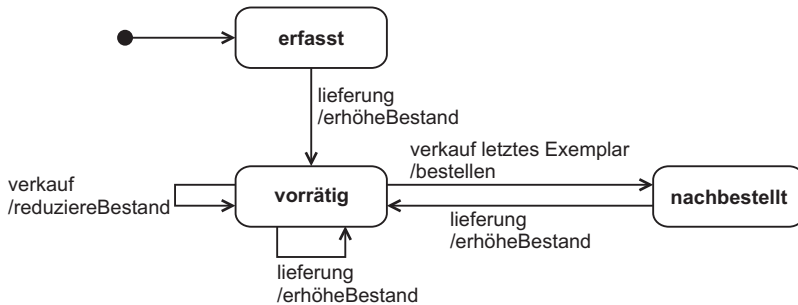 erfasst
lieferung
/erhöheBestand
verkauf letztes Exemplar
/bestellen
verkauf
/reduziereBestand
vorrätig
nachbestellt
lieferung
/erhöheBestand
lieferung
/erhöheBestand